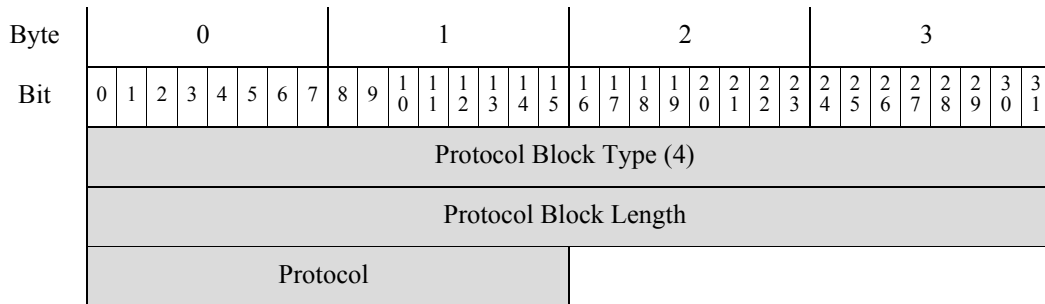 Byte 0 1 2 3
Bit 0 1 2 3 4 5 6 7 8 9 10 11 12 13 14 15 16 17 18 19 20 21 22 23 24 25 26 27 28 29 30 31
Protocol Block Type (4)
Protocol Block Length
Protocol